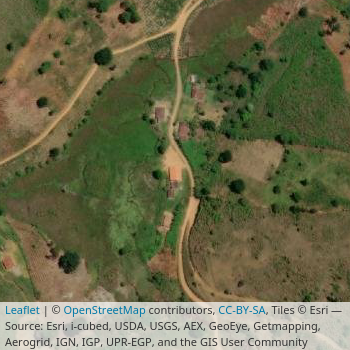 Leaflet | © OpenStreetMap contributors, CC-BY-SA, Tiles © Esri —
Source: Esri, i-cubed, USDA, USGS, AEX, GeoEye, Getmapping,
Aerogrid, IGN, IGP, UPR-EGP, and the GIS User Community